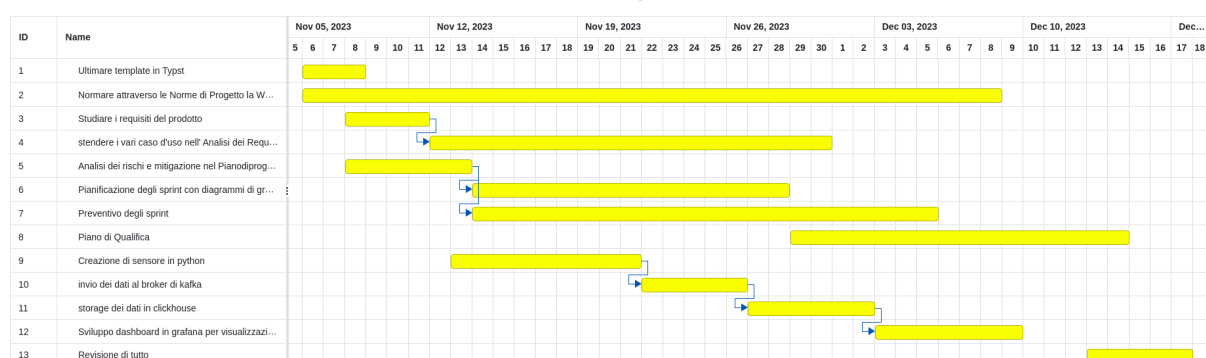 ID Name Nov 05, 2023 Nov 12, 2023 Nov 19, 2023 Nov 26, 2023 Dec 03, 2023 Dec 10, 2023 Dec...
5 6 7 8 9 10 11 12 13 14 15 16 17 18 19 20 21 22 23 24 25 26 27 28 29 30 1 2 3 4 5 6 7 8 9 10 11 12 13 14 15 16 17 18
1 Ultimare template in Typst
2 Normare attraverso le Norme di Progetto la W...
3 Studiare i requisiti del prodotto
4 stendere i vari caso d'uso nell' Analisi dei Requ...
5 Analisi dei rischi e mitigazione nel Pianodiprog...
6 Pianificazione degli sprint con diagrammi di gr...
7 Preventivo degli sprint
8 Piano di Qualifica
9 Creazione di sensore in python
10 invio dei dati al broker di kafka
11 storage dei dati in clickhouse
12 Sviluppo dashboard in grafana per visualizzazi...
13 Revisione di tutto